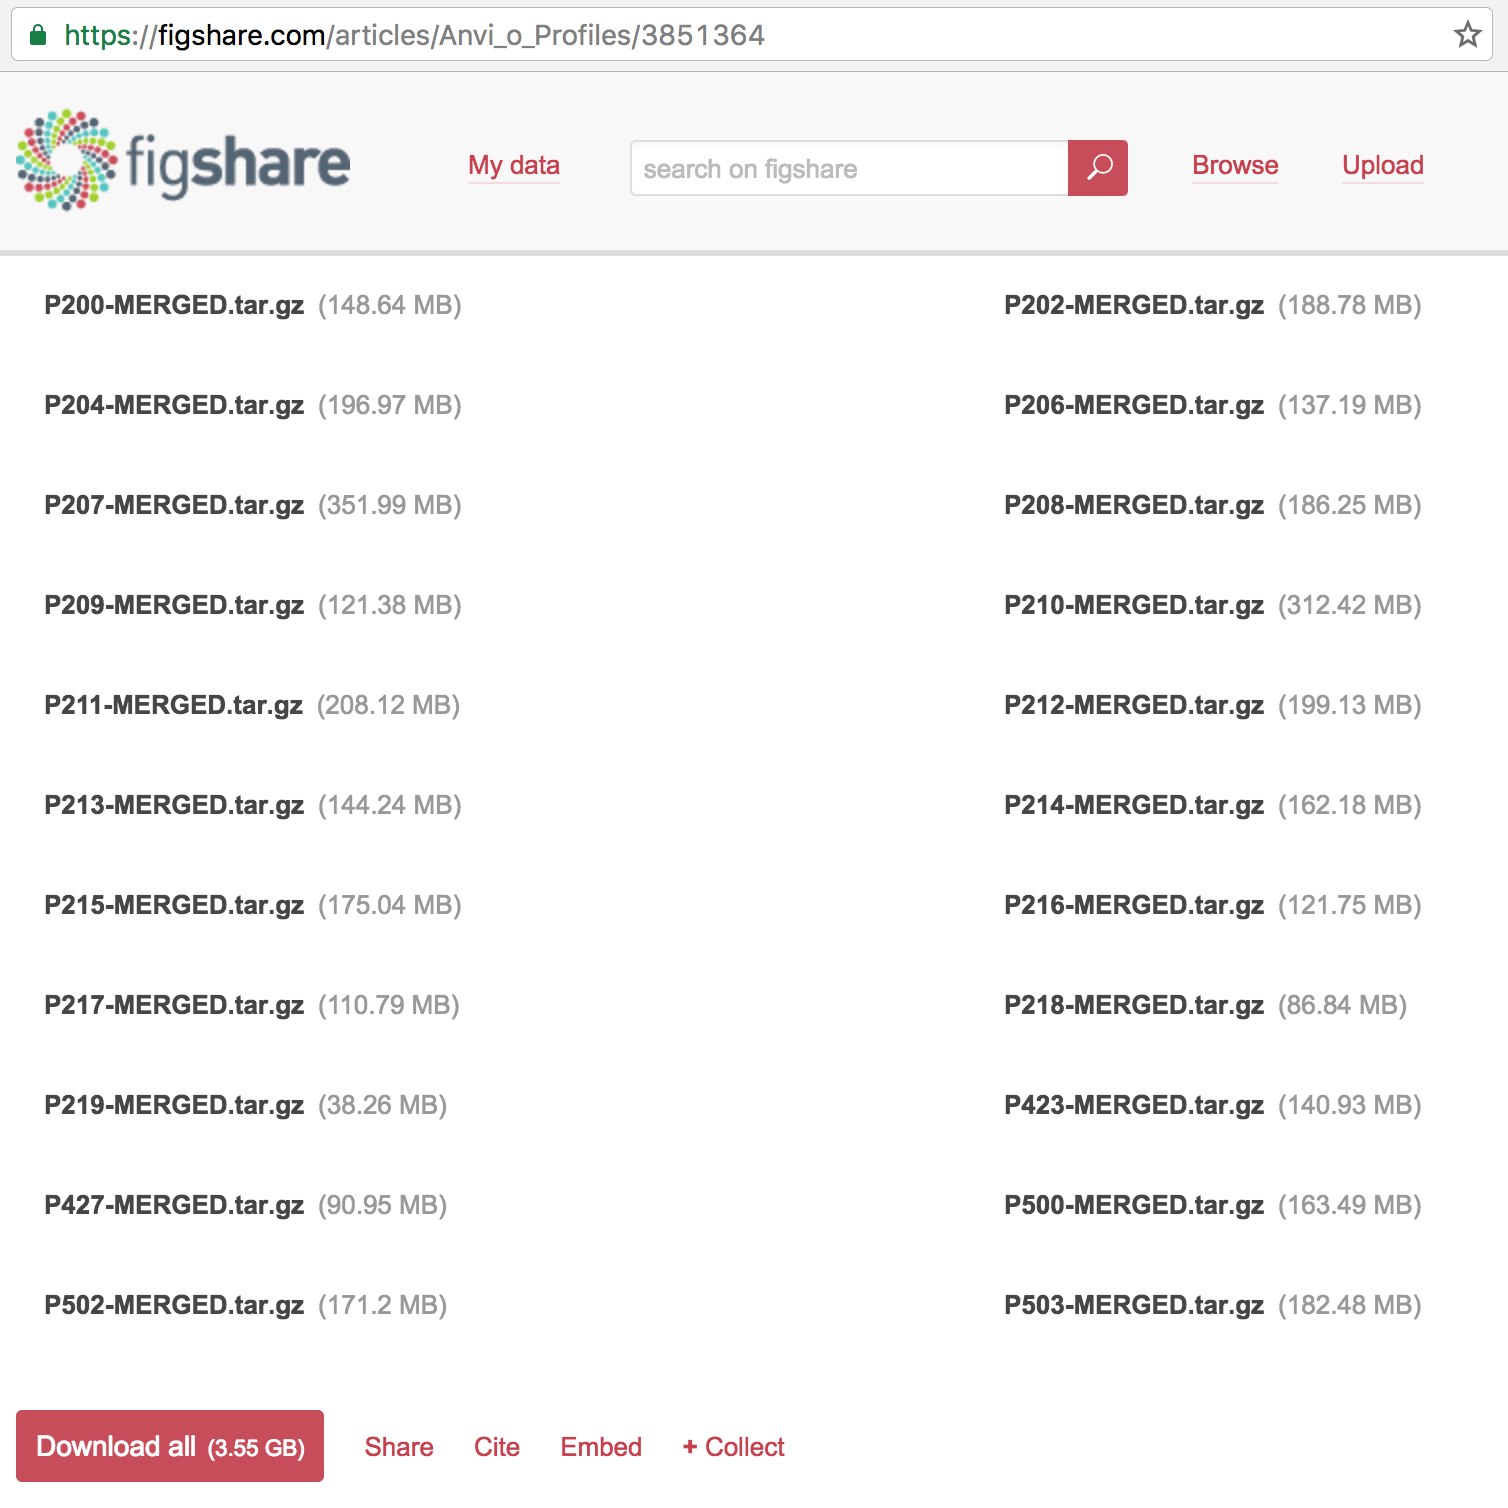 https://figshare.com/articles/Anvi_o_Profiles/3851364
figshare My data search on figshare Browse Upload
P200-MERGED.tar.gz (148.64 MB) P202-MERGED.tar.gz (188.78 MB)
P204-MERGED.tar.gz (196.97 MB) P206-MERGED.tar.gz (137.19 MB)
P207-MERGED.tar.gz (351.99 MB) P208-MERGED.tar.gz (186.25 MB)
P209-MERGED.tar.gz (121.38 MB) P210-MERGED.tar.gz (312.42 MB)
P211-MERGED.tar.gz (208.12 MB) P212-MERGED.tar.gz (199.13 MB)
P213-MERGED.tar.gz (144.24 MB) P214-MERGED.tar.gz (162.18 MB)
P215-MERGED.tar.gz (175.04 MB) P216-MERGED.tar.gz (121.75 MB)
P217-MERGED.tar.gz (110.79 MB) P218-MERGED.tar.gz (86.84 MB)
P219-MERGED.tar.gz (38.26 MB) P423-MERGED.tar.gz (140.93 MB)
P427-MERGED.tar.gz (90.95 MB) P500-MERGED.tar.gz (163.49 MB)
P502-MERGED.tar.gz (171.2 MB) P503-MERGED.tar.gz (182.48 MB)
Download all (3.55 GB) Share Cite Embed + Collect